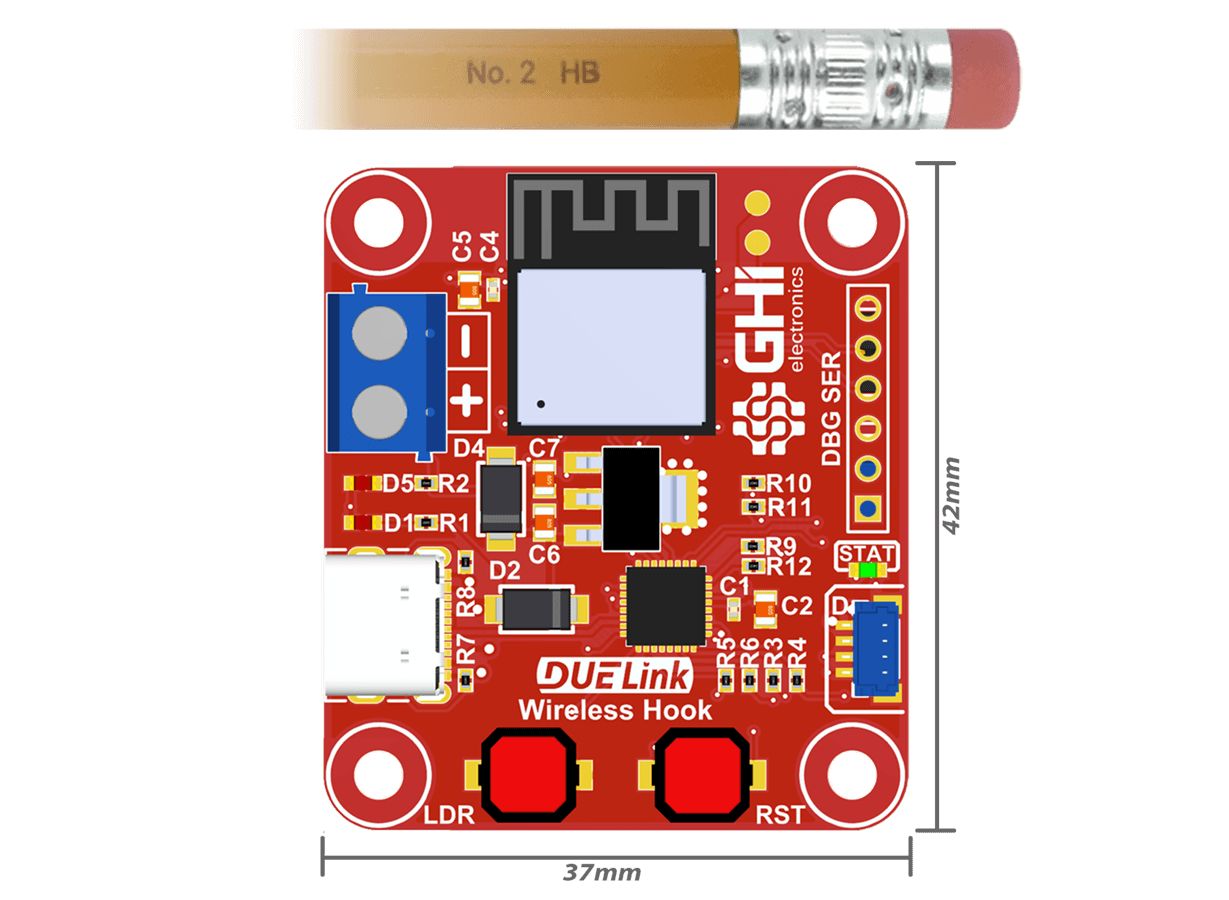 No. 2 HB
C5
C4
GHI
electronics
−
+
DBG SER
D4
C7
D5
R2
R10
R11
D1
R1
C6
R9
R12
STAT
D2
R8
C1
C2
D
R7
R5
R6
R3
R4
DUELink
Wireless Hook
LDR
RST
42mm
37mm